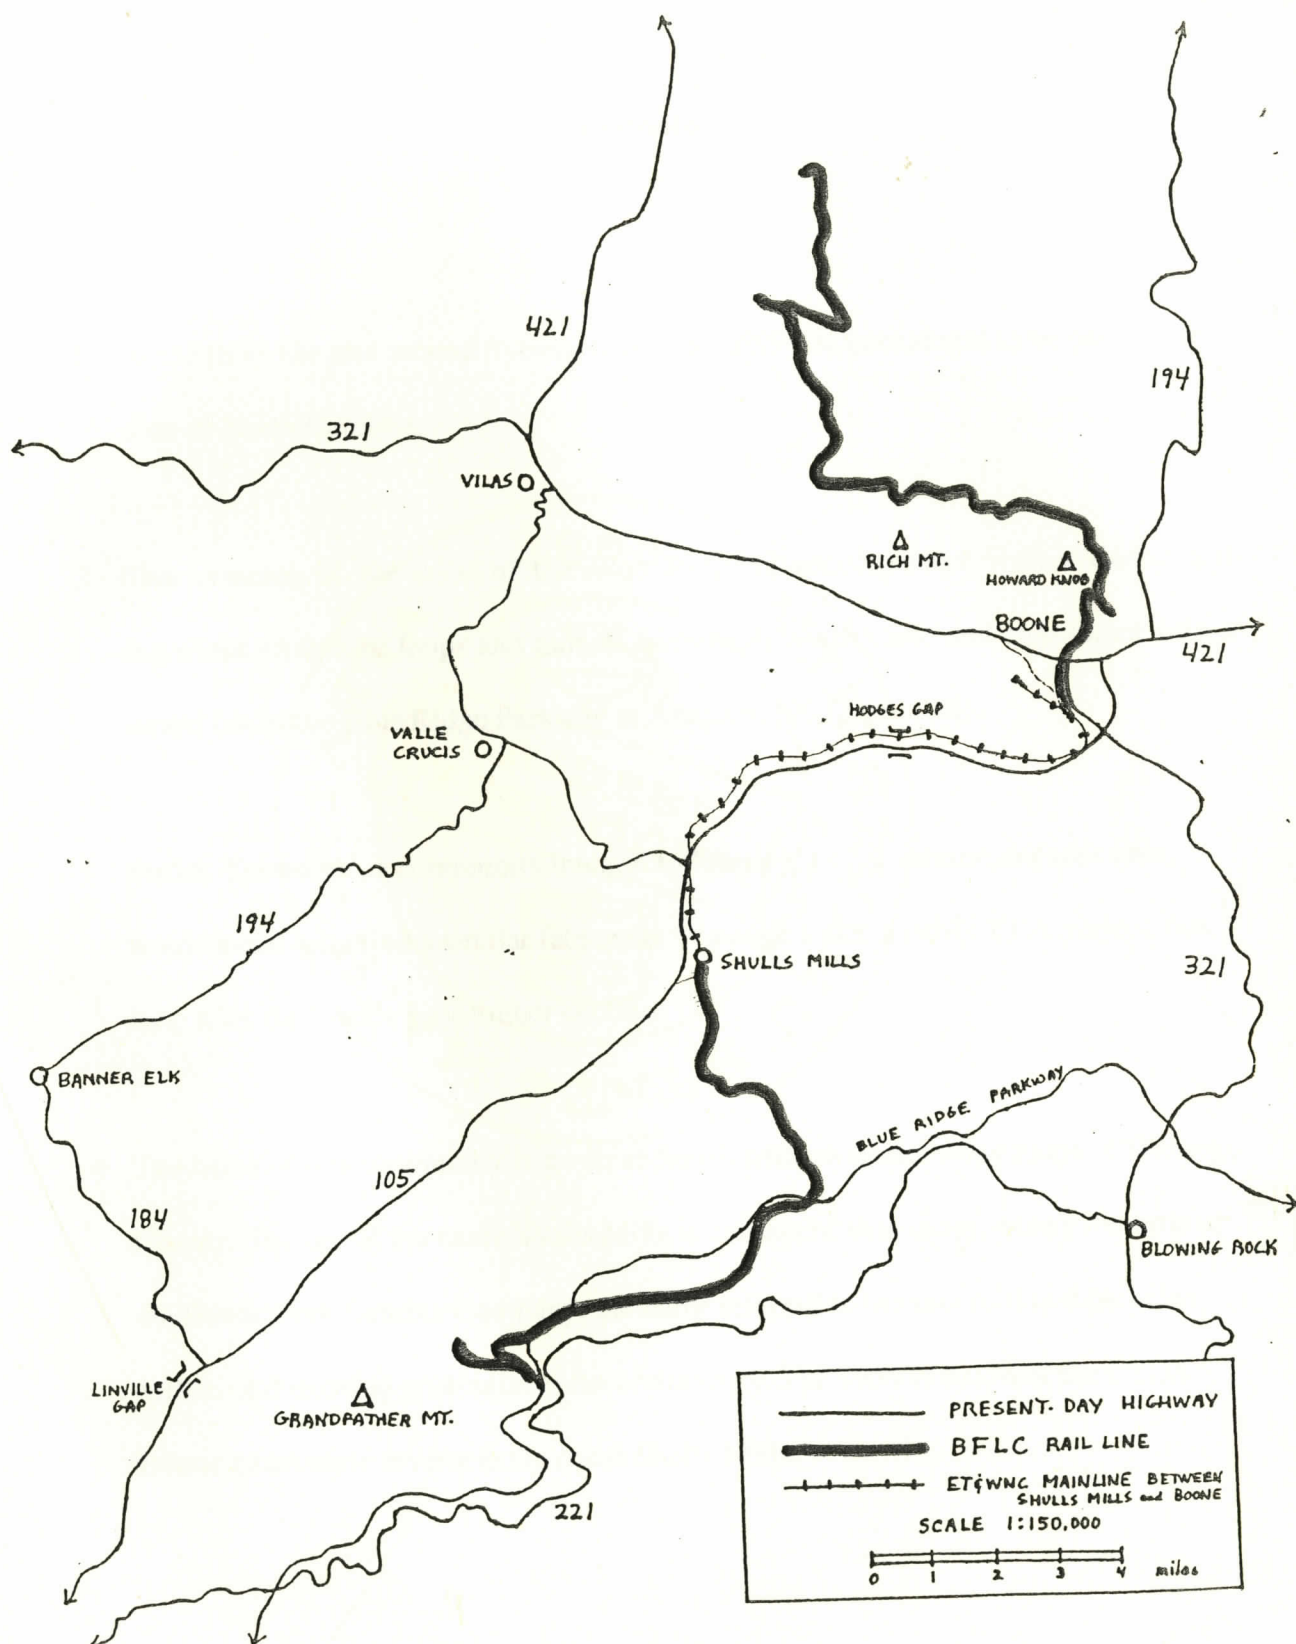 421
194
321
VILAS
RICH MT.
HOWARD KNOB
BOONE
421
HODGES GAP
VALLE
CRUCIS
194
SHULLS MILLS
321
BANNER ELK
BLUE RIDGE PARKWAY
105
184
BLOWING ROCK
LINVILLE
GAP
GRANDPATHER MT.
221
PRESENT-DAY HIGHWAY
BFLC RAIL LINE
ET&WNC MAINLINE BETWEEN
SHULLS MILLS and BOONE
SCALE 1:150,000
0 1 2 3 4 miles